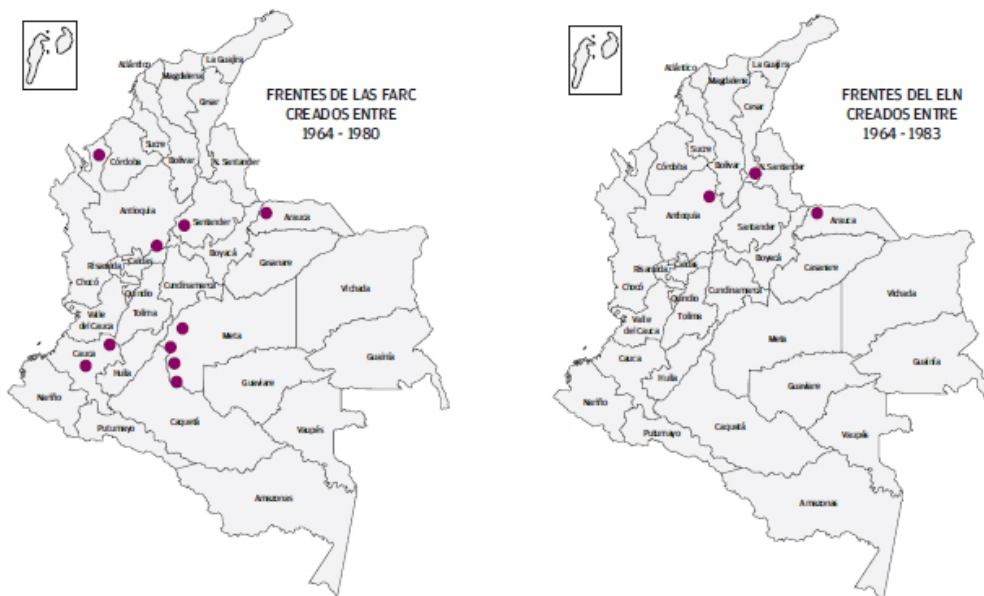 La Guajira
Atlántico
Magdalena
Cesar
FRENTES DE LAS FARC
CREADOS ENTRE
1964 - 1980
Sucre
Córdoba
Bolívar
N. Santander
Antioquia
Santander
Arauca
Boyacá
Risaralda
Caldas
Casanare
Chocó
Cundinamarca
Quindío
Vichada
Tolima
Valle
del Cauca
Meta
Cauca
Guainía
Huila
Guaviare
Nariño
Caquetá
Putumayo
Vaupés
Amazonas
La Guajira
Atlántico
Magdalena
Cesar
FRENTES DEL ELN
CREADOS ENTRE
1964 - 1983
Sucre
Córdoba
Bolívar
N. Santander
Antioquia
Santander
Arauca
Boyacá
Risaralda
Caldas
Casanare
Chocó
Cundinamarca
Quindío
Vichada
Valle
del Cauca
Tolima
Meta
Cauca
Guainía
Huila
Guaviare
Nariño
Caquetá
Putumayo
Vaupés
Amazonas